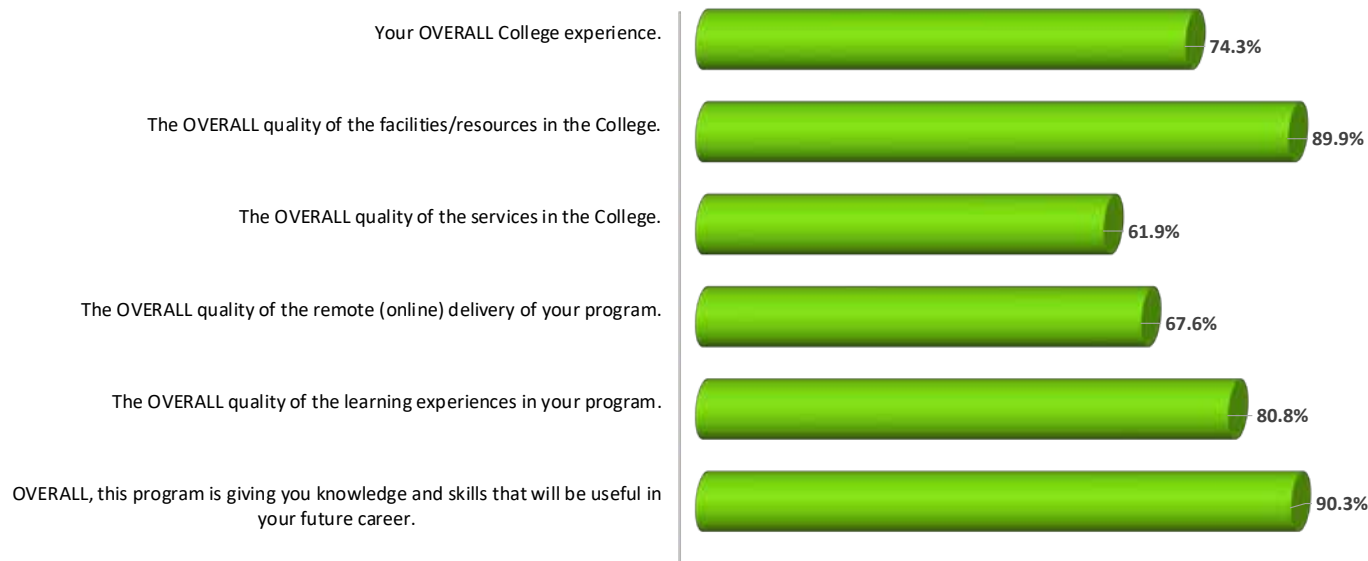 Your OVERALL College experience.
74.3%
The OVERALL quality of the facilities/resources in the College.
89.9%
The OVERALL quality of the services in the College.
61.9%
The OVERALL quality of the remote (online) delivery of your program.
67.6%
The OVERALL quality of the learning experiences in your program.
80.8%
OVERALL, this program is giving you knowledge and skills that will be useful in
your future career.
90.3%